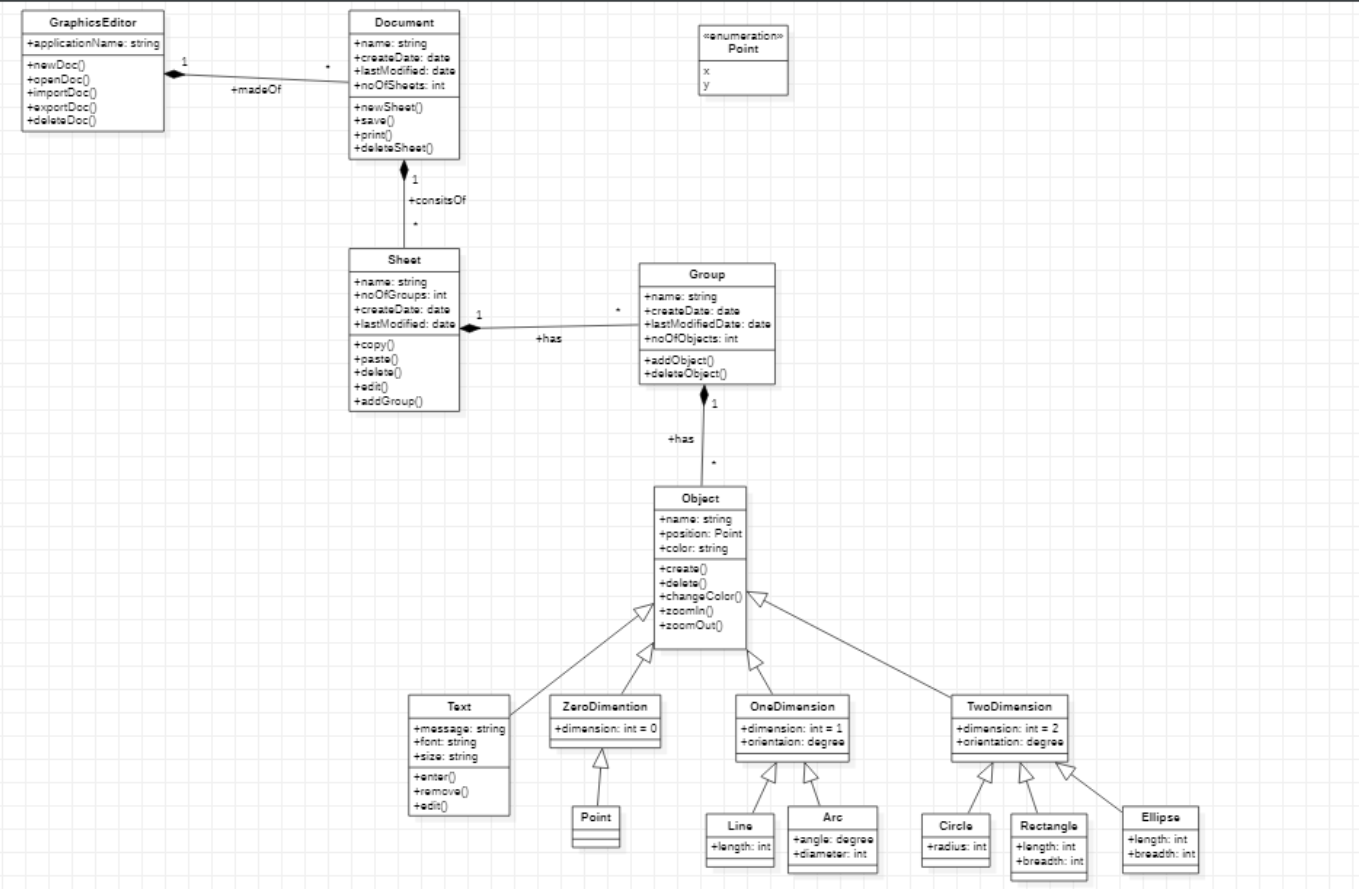 GraphicsEditor
+applicationName: string
+newDoc()
+openDoc()
+importDoc()
+exportDoc()
+deleteDoc()
1
*
+madeOf
Document
+name: string
+createDate: date
+lastModified: date
+noOfSheets: int
+newSheet()
+save()
+print()
+deleteSheet()
«enumeration»
Point
x
y
1
+consitsOf
*
Sheet
+name: string
+noOfGroups: int
+createDate: date
+lastModified: date
+copy()
+paste()
+delete()
+edit()
+addGroup()
1
*
+has
Group
+name: string
+createDate: date
+lastModifiedDate: date
+noOfObjects: int
+addObject()
+deleteObject()
1
+has
*
Object
+name: string
+position: Point
+color: string
+create()
+delete()
+changeColor()
+zoomIn()
+zoomOut()
Text
+message: string
+font: string
+size: string
+enter()
+remove()
+edit()
ZeroDimention
+dimension: int = 0
OneDimension
+dimension: int = 1
+orientaion: degree
TwoDimension
+dimension: int = 2
+orientation: degree
Point
Line
+length: int
Arc
+angle: degree
+diameter: int
Circle
+radius: int
Rectangle
+length: int
+breadth: int
Ellipse
+length: int
+breadth: int